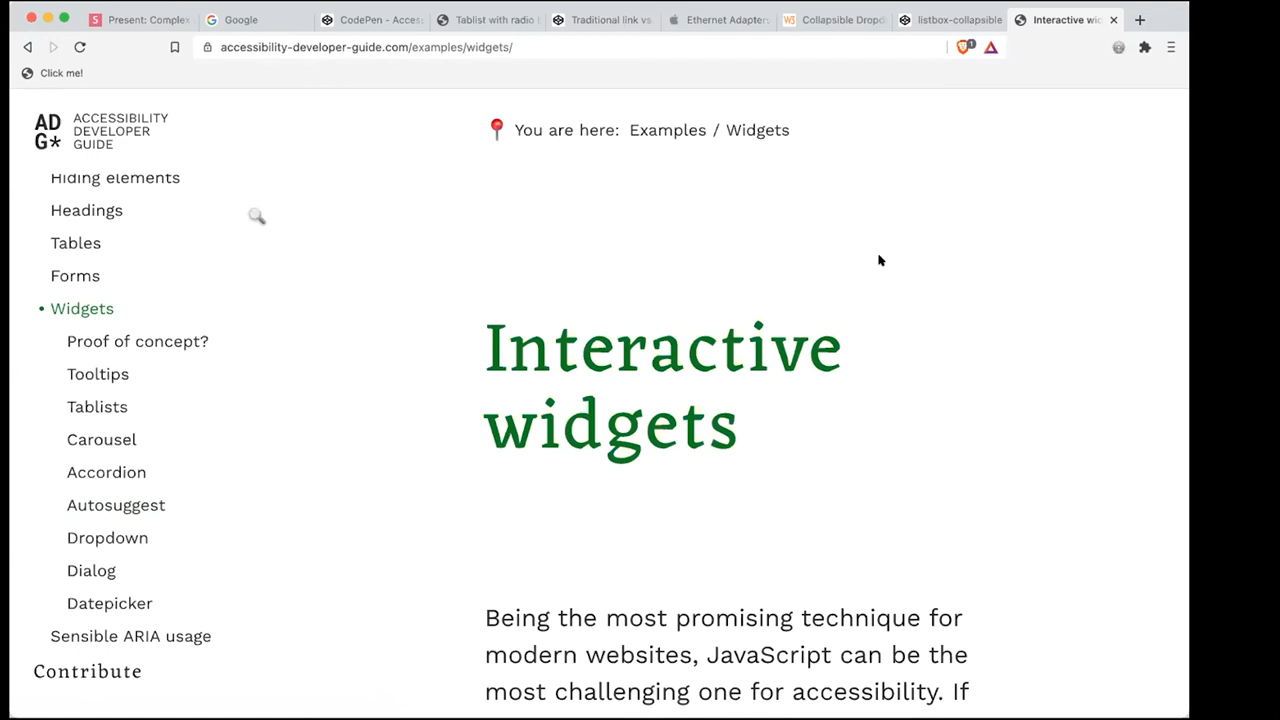 Present: Complex
Google
CodePen - Access
Tablist with radio b
Traditional link vs
Ethernet Adapters
W3
Collapsible Dropd
listbox-collapsible
Interactive wid
accessibility-developer-guide.com/examples/widgets/
1
Click me!
AD
G*
ACCESSIBILITY
DEVELOPER
GUIDE
You are here: Examples / Widgets
Hiding elements
Headings
Tables
Forms
• Widgets
Proof of concept?
Tooltips
Tablists
Carousel
Accordion
Autosuggest
Dropdown
Dialog
Datepicker
Sensible ARIA usage
Contribute
Interactive
widgets
Being the most promising technique for
modern websites, JavaScript can be the
most challenging one for accessibility. If